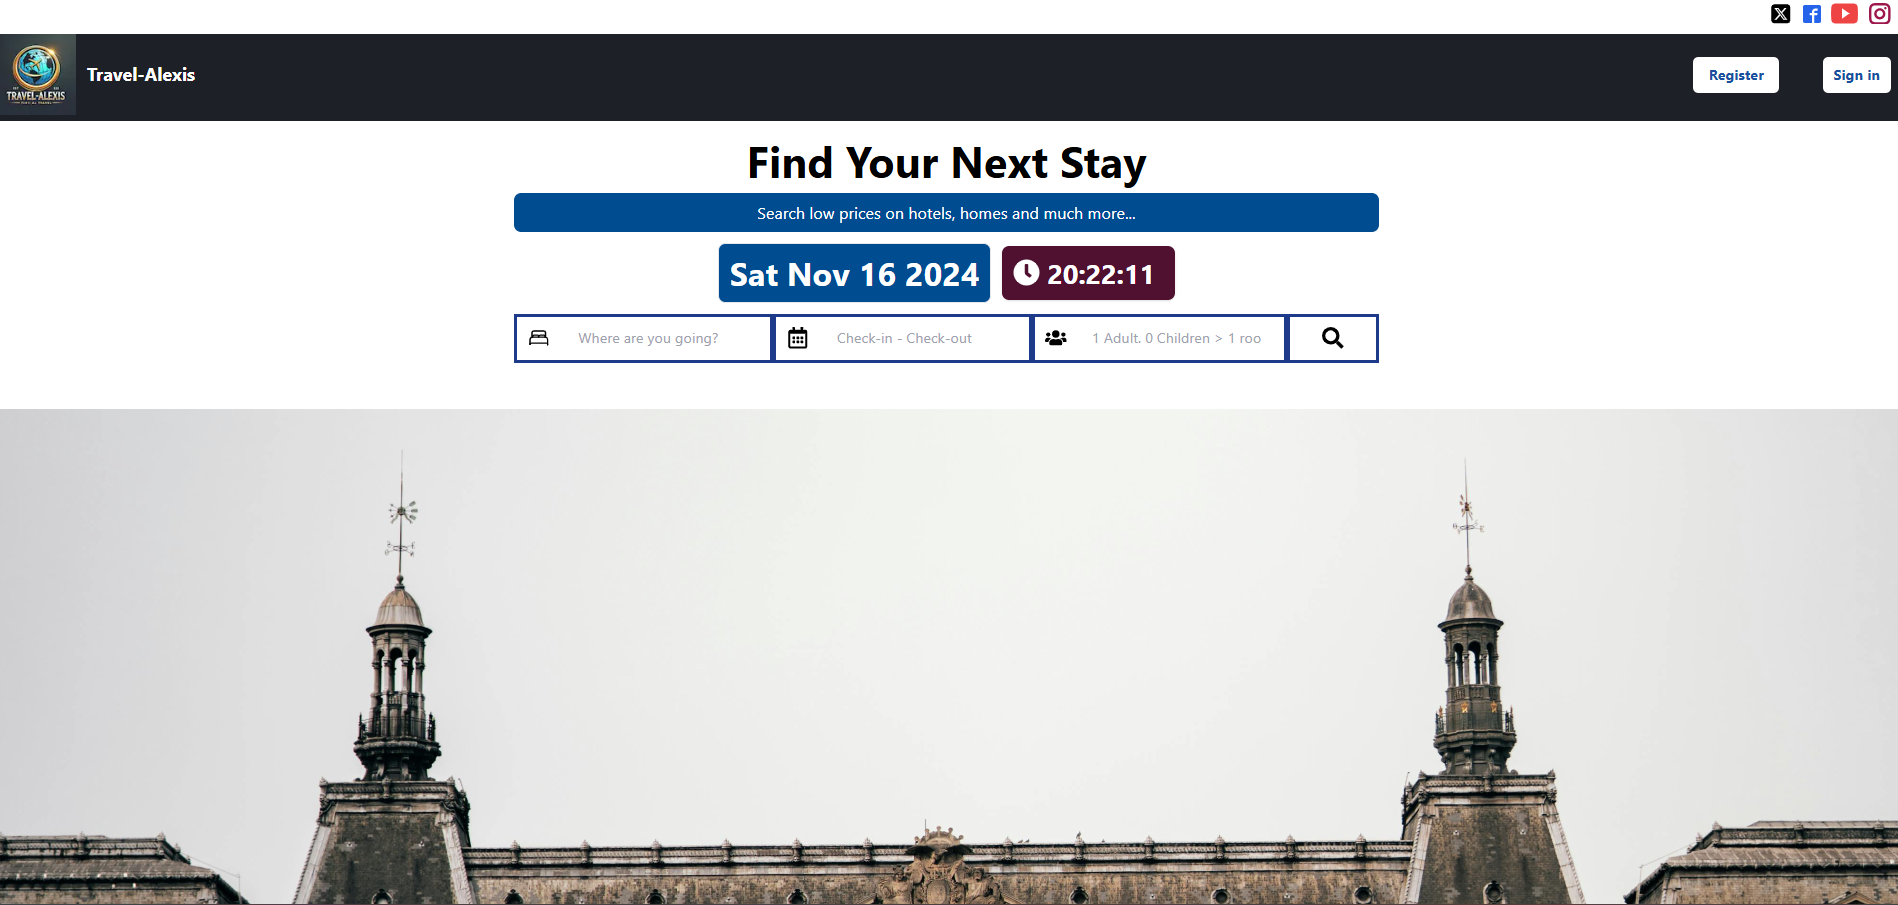 TRAVEL-ALEXIS
Travel-Alexis
Register
Sign in
Find Your Next Stay
Search low prices on hotels, homes and much more...
Sat Nov 16 2024
20:22:11
Where are you going?
Check-in - Check-out
1 Adult. 0 Children > 1 roo